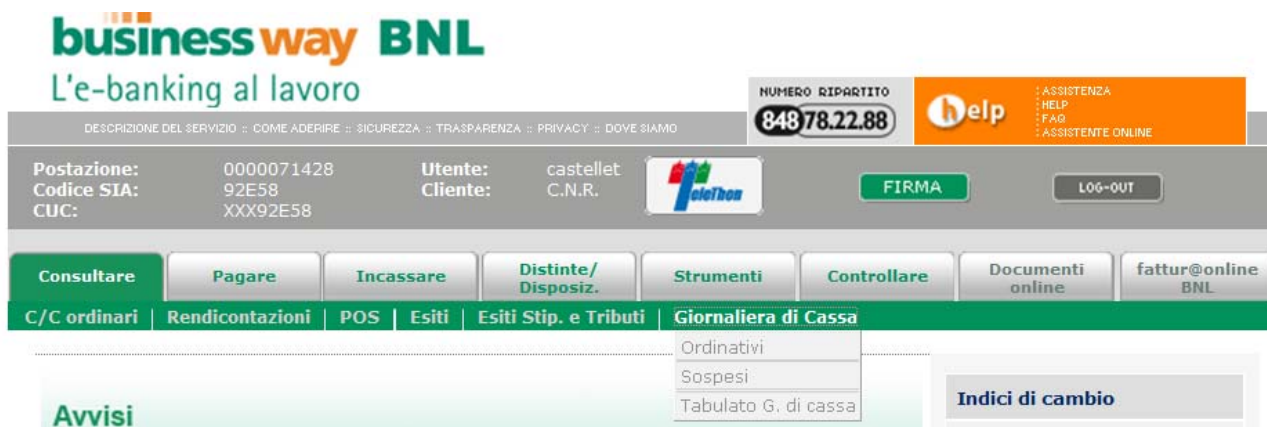 businessway BNL
L'e-banking al lavoro
NUMERO RIPARTITO
848 78.22.88
help
: ASSISTENZA
: HELP
: FAQ
: ASSISTENTE ONLINE
DESCRIZIONE DEL SERVIZIO :: COME ADERIRE :: SICUREZZA :: TRASPARENZA :: PRIVACY :: DOVE SIAMO
Postazione: 0000071428 Utente: castellet
Codice SIA: 92E58 Cliente: C.N.R.
CUC: XXX92E58
TeleThon
FIRMA
LOG-OUT
Consultare
Pagare
Incassare
Distinte/
Disposiz.
Strumenti
Controllare
Documenti
online
fattur@online
BNL
C/C ordinari | Rendicontazioni | POS | Esiti | Esiti Stip. e Tributi | Giornaliera di Cassa
Ordinativi
Sospesi
Tabulato G. di cassa
Avvisi
Indici di cambio